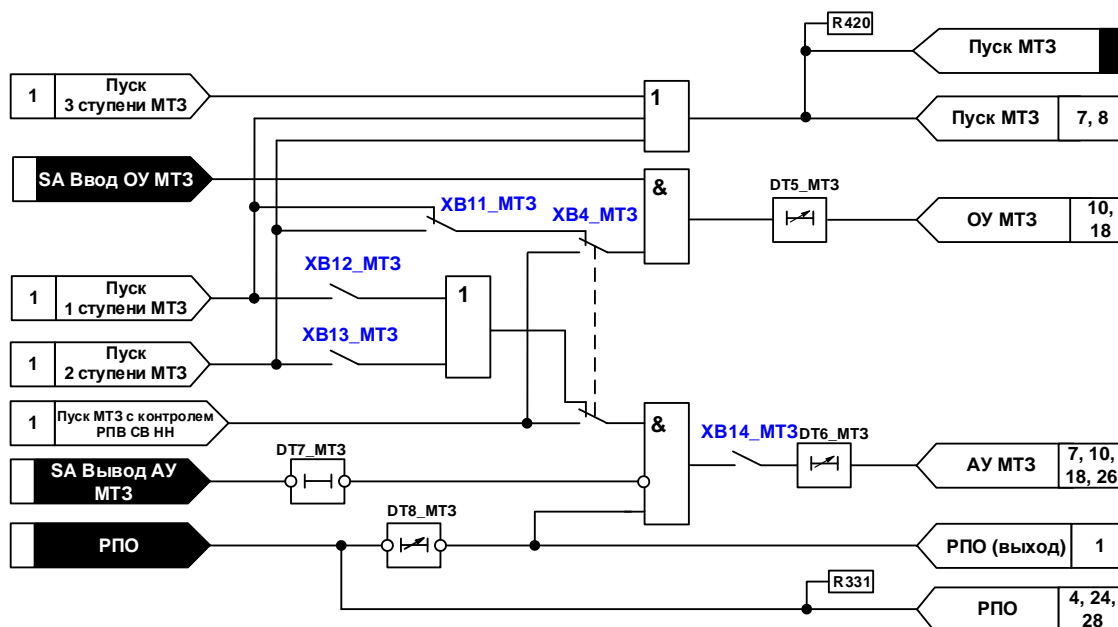 R420
Пуск МТЗ
1
Пуск
3 ступени МТЗ
1
Пуск МТЗ
7, 8
SA Ввод ОУ МТЗ
&
DT5_МТЗ
XB11_МТЗ
XB4_МТЗ
ОУ МТЗ
10,
18
XB12_МТЗ
1
Пуск
1 ступени МТЗ
1
XB13_МТЗ
1
Пуск
2 ступени МТЗ
1
Пуск МТЗ с контролем
РПВ СВ НН
&
XB14_МТЗ
DT6_МТЗ
DT7_МТЗ
SA Вывод АУ
МТЗ
АУ МТЗ
7, 10,
18, 26
DT8_МТЗ
РПО
РПО (выход)
1
R331
РПО
4, 24,
28